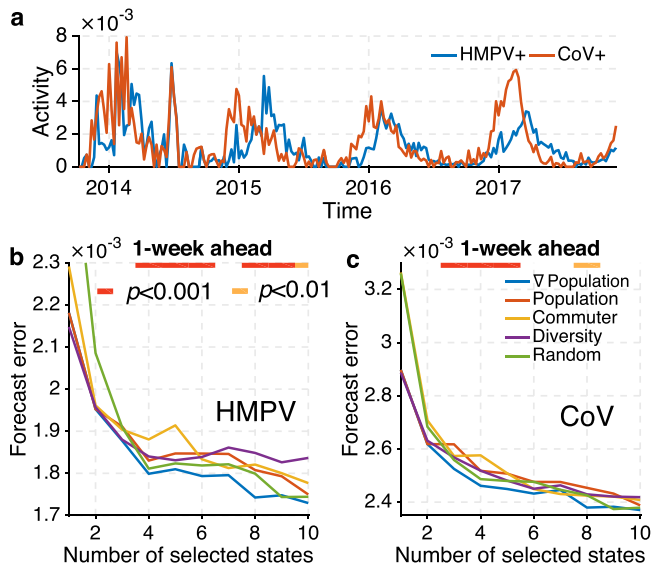 a
×10⁻³
8
6
4
2
0
Activity
HMPV+ CoV+
2014 2015 2016 2017
Time
b
×10⁻³
1-week ahead
2.3
2.2
2.1
2
1.9
1.8
1.7
Forecast error
p<0.001 p<0.01
HMPV
2 4 6 8 10
Number of selected states
c
×10⁻³
1-week ahead
3.2
3
2.8
2.6
2.4
Forecast error
∇ Population
Population
Commuter
Diversity
Random
CoV
2 4 6 8 10
Number of selected states